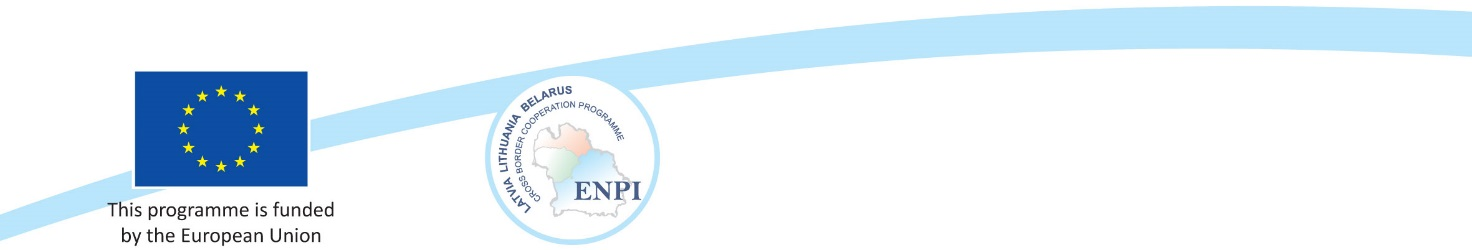 This programme is funded
by the European Union
LATVIA LITHUANIA BELARUS
CROSS BORDER COOPERATION PROGRAMME
ENPI